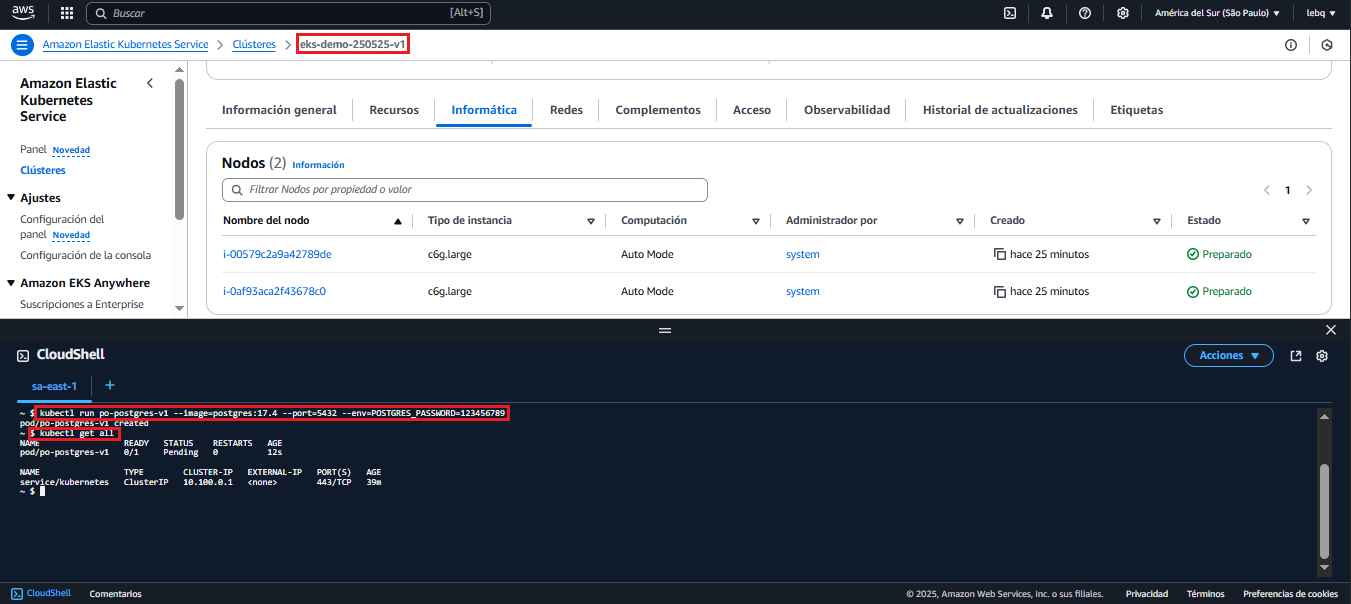 aws
Buscar [Alt+S] América del Sur (São Paulo) ▼ lebq ▼
Amazon Elastic Kubernetes Service > Clústeres > eks-demo-250525-v1
Amazon Elastic
Kubernetes
Service
Panel Novedad
Clústeres
Ajustes
Configuración del
panel Novedad
Configuración de la consola
Amazon EKS Anywhere
Suscripciones a Enterprise
Información general Recursos Informática Redes Complementos Acceso Observabilidad Historial de actualizaciones Etiquetas
Nodos (2) Información
Filtrar Nodos por propiedad o valor
1
Nombre del nodo Tipo de instancia Computación Administrador por Creado Estado
i-00579c2a9a42789de c6g.large Auto Mode system hace 25 minutos Preparado
i-0af93aca2f43678c0 c6g.large Auto Mode system hace 25 minutos Preparado
CloudShell
Acciones ▼
sa-east-1 +
~ $ kubectl run po-postgres-v1 --image=postgres:17.4 --port=5432 --env=POSTGRES_PASSWORD=123456789
pod/po-postgres-v1 created
~ $ kubectl get all
NAME READY STATUS RESTARTS AGE
pod/po-postgres-v1 0/1 Pending 0 12s
NAME TYPE CLUSTER-IP EXTERNAL-IP PORT(S) AGE
service/kubernetes ClusterIP 10.100.0.1 <none> 443/TCP 39m
~ $
CloudShell Comentarios © 2025, Amazon Web Services, Inc. o sus filiales. Privacidad Términos Preferencias de cookies